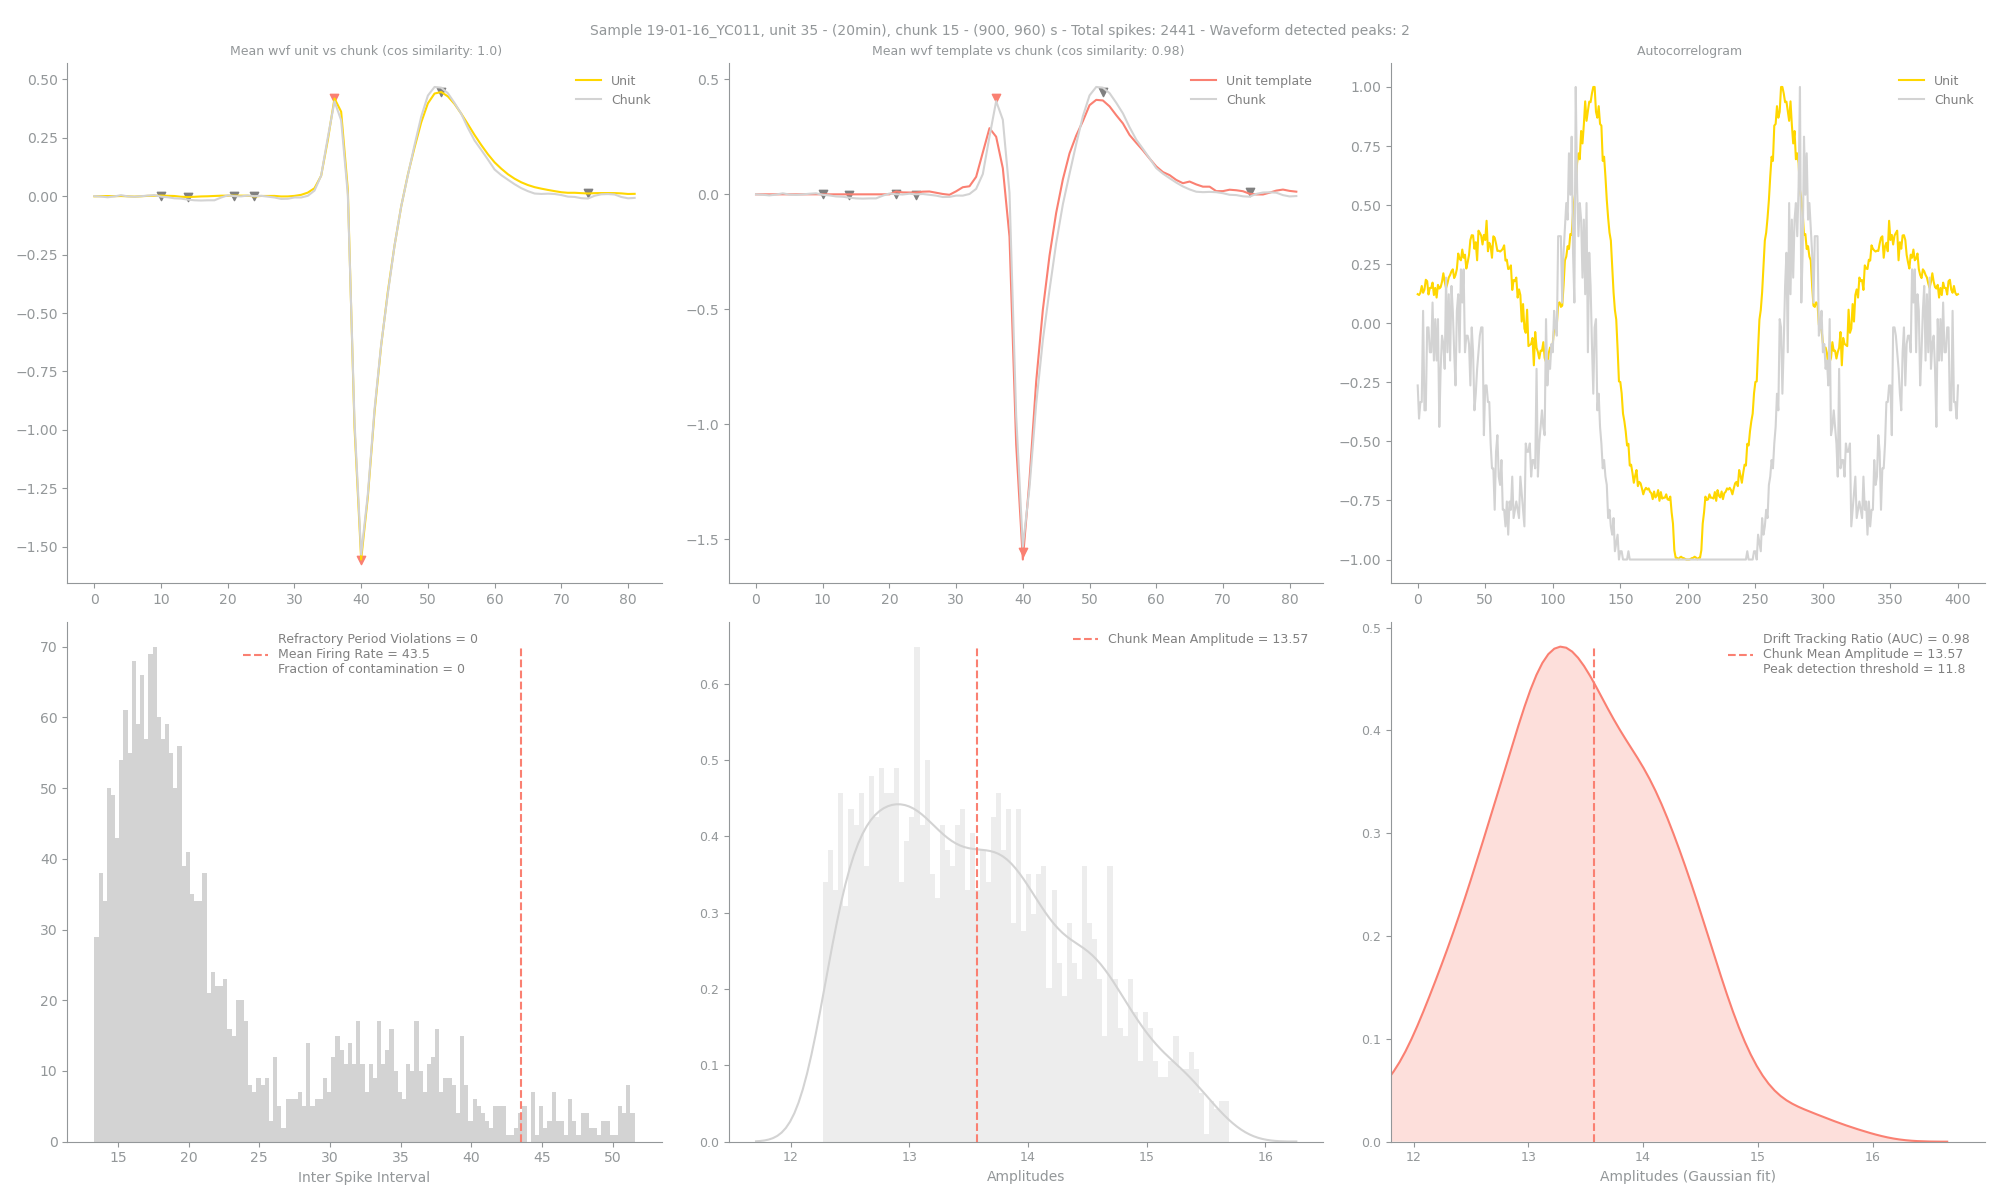 Sample 19-01-16_YC011, unit 35 - (20min), chunk 15 - (900, 960) s - Total spikes: 2441 - Waveform detected peaks: 2
Mean wvf unit vs chunk (cos similarity: 1.0)
Unit
Chunk
0.50
0.25
0.00
−0.25
−0.50
−0.75
−1.00
−1.25
−1.50
0 10 20 30 40 50 60 70 80
Mean wvf template vs chunk (cos similarity: 0.98)
Unit template
Chunk
0.5
0.0
−0.5
−1.0
−1.5
0 10 20 30 40 50 60 70 80
Autocorrelogram
Unit
Chunk
1.00
0.75
0.50
0.25
0.00
−0.25
−0.50
−0.75
−1.00
0 50 100 150 200 250 300 350 400
Refractory Period Violations = 0
Mean Firing Rate = 43.5
Fraction of contamination = 0
70
60
50
40
30
20
10
0
15 20 25 30 35 40 45 50
Inter Spike Interval
Chunk Mean Amplitude = 13.57
0.6
0.5
0.4
0.3
0.2
0.1
0.0
12 13 14 15 16
Amplitudes
Drift Tracking Ratio (AUC) = 0.98
Chunk Mean Amplitude = 13.57
Peak detection threshold = 11.8
0.5
0.4
0.3
0.2
0.1
0.0
12 13 14 15 16
Amplitudes (Gaussian fit)